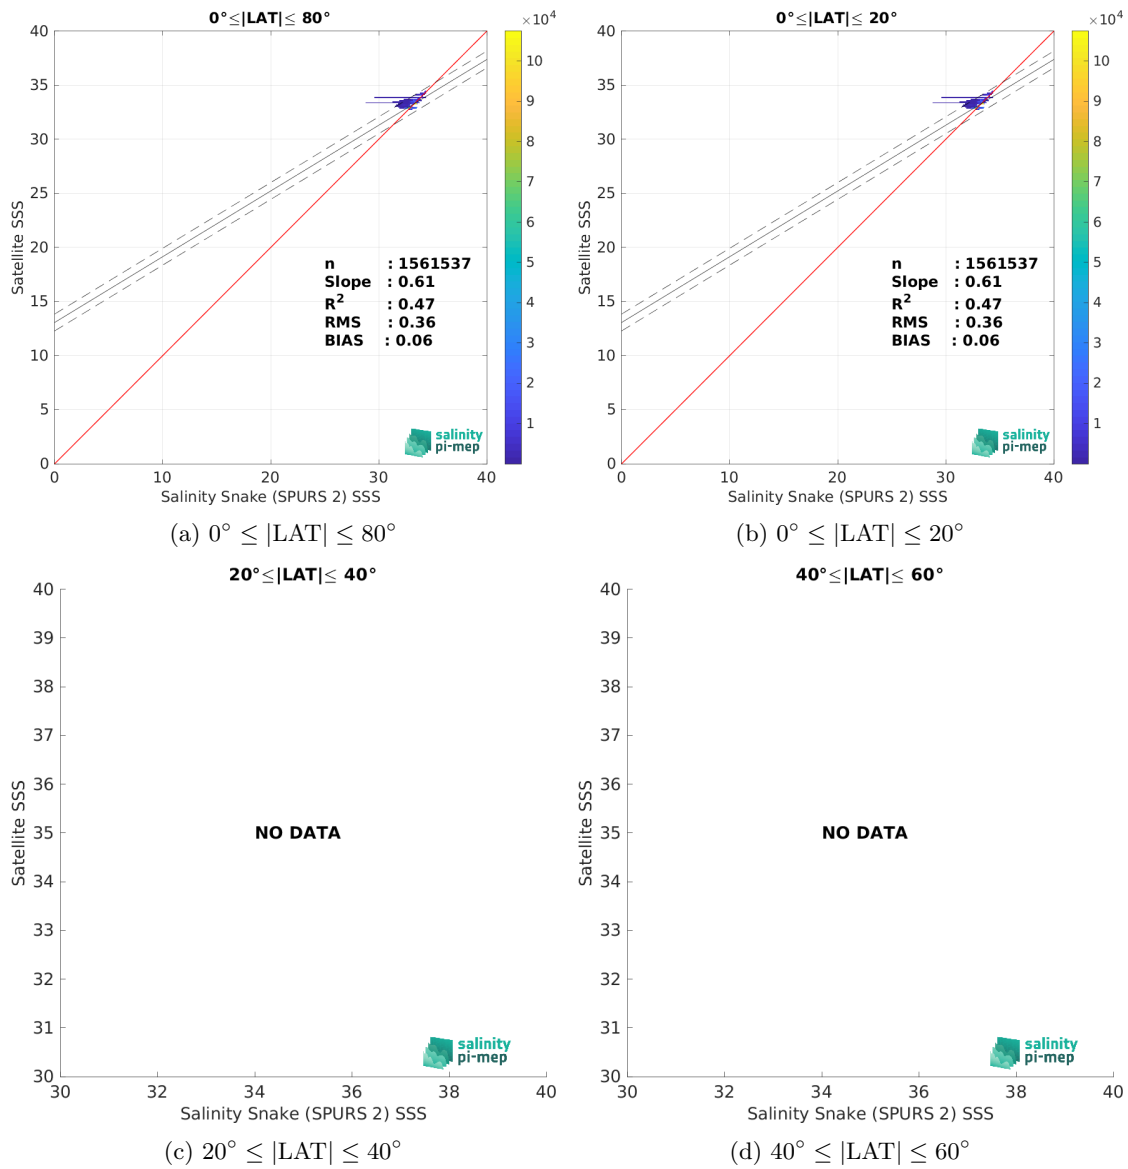 0°≤|LAT|≤ 80°
×10⁴
40
35
30
25
20
15
10
5
0
Satellite SSS
n : 1561537
Slope : 0.61
R² : 0.47
RMS : 0.36
BIAS : 0.06
salinity
pi-mep
10
9
8
7
6
5
4
3
2
1
0 10 20 30 40
Salinity Snake (SPURS 2) SSS
(a) 0° ≤ |LAT| ≤ 80°
0°≤|LAT|≤ 20°
×10⁴
40
35
30
25
20
15
10
5
0
Satellite SSS
n : 1561537
Slope : 0.61
R² : 0.47
RMS : 0.36
BIAS : 0.06
salinity
pi-mep
10
9
8
7
6
5
4
3
2
1
0 10 20 30 40
Salinity Snake (SPURS 2) SSS
(b) 0° ≤ |LAT| ≤ 20°
20°≤|LAT|≤ 40°
40
39
38
37
36
35
34
33
32
31
30
Satellite SSS
NO DATA
salinity
pi-mep
30 32 34 36 38 40
Salinity Snake (SPURS 2) SSS
(c) 20° ≤ |LAT| ≤ 40°
40°≤|LAT|≤ 60°
40
39
38
37
36
35
34
33
32
31
30
Satellite SSS
NO DATA
salinity
pi-mep
30 32 34 36 38 40
Salinity Snake (SPURS 2) SSS
(d) 40° ≤ |LAT| ≤ 60°